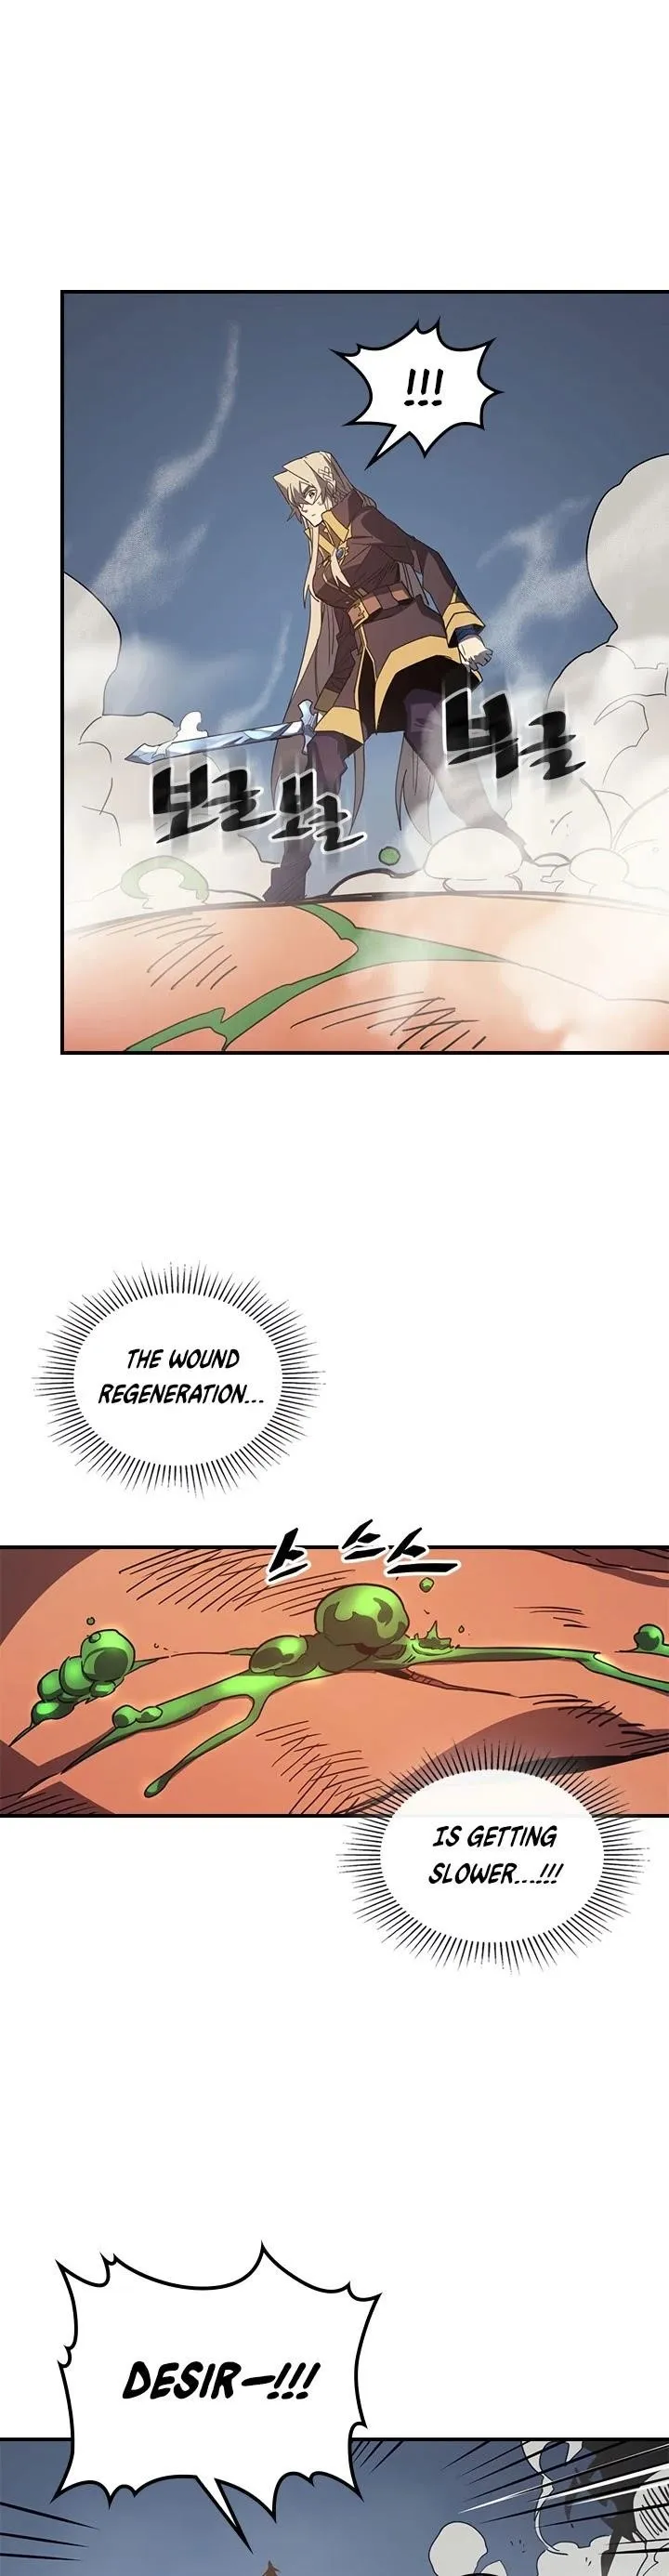 !!!
보글
보글
보글
THE WOUND
REGENERATION...
스 스스
IS GETTING
SLOWER...!!!
DESIR-!!!